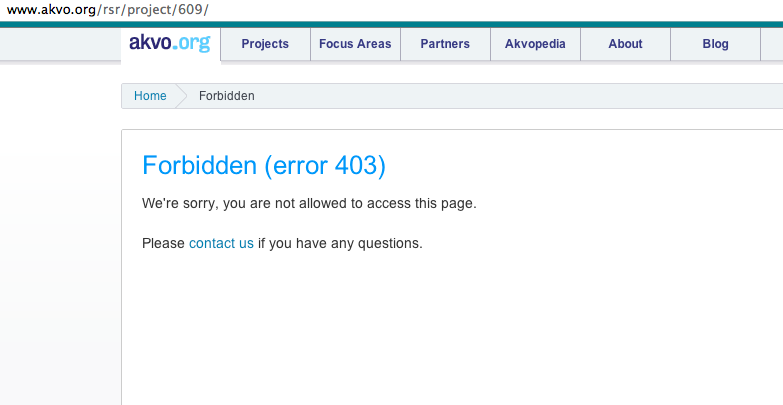 www.akvo.org/rsr/project/609/
akvo.org Projects Focus Areas Partners Akvopedia About Blog
Home Forbidden
Forbidden (error 403)
We're sorry, you are not allowed to access this page.
Please contact us if you have any questions.